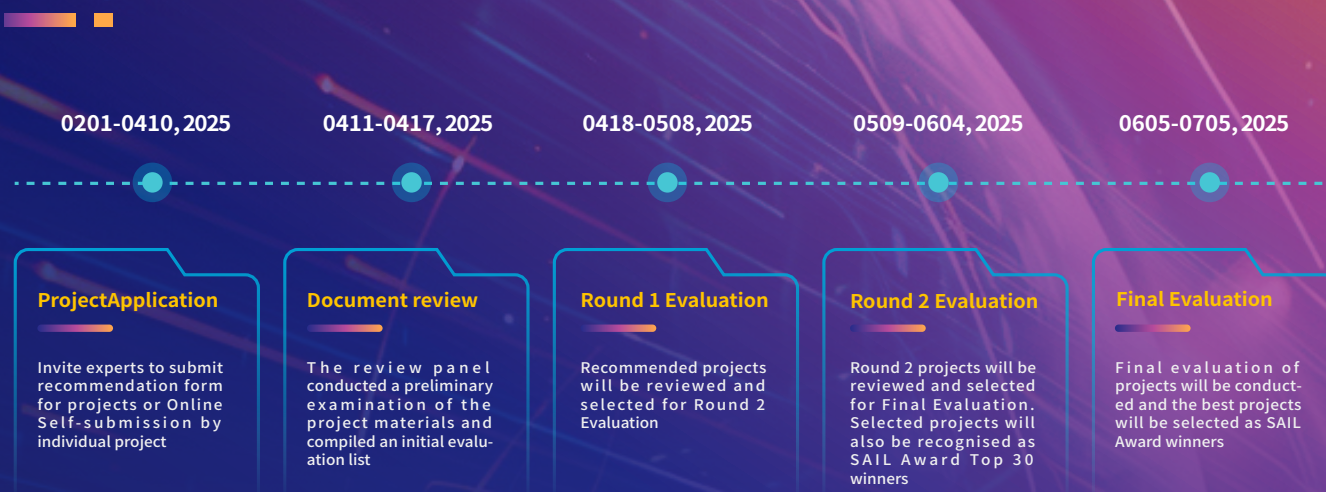 0201-0410, 2025
0411-0417, 2025
0418-0508, 2025
0509-0604, 2025
0605-0705, 2025
ProjectApplication
Invite experts to submit
recommendation form
for projects or Online
Self-submission by
individual project
Document review
The review panel
conducted a preliminary
examination of the
project materials and
compiled an initial evalu-
ation list
Round 1 Evaluation
Recommended projects
will be reviewed and
selected for Round 2
Evaluation
Round 2 Evaluation
Round 2 projects will be
reviewed and selected
for Final Evaluation.
Selected projects will
also be recognised as
SAIL Award Top 30
winners
Final Evaluation
Final evaluation of
projects will be conduct-
ed and the best projects
will be selected as SAIL
Award winners